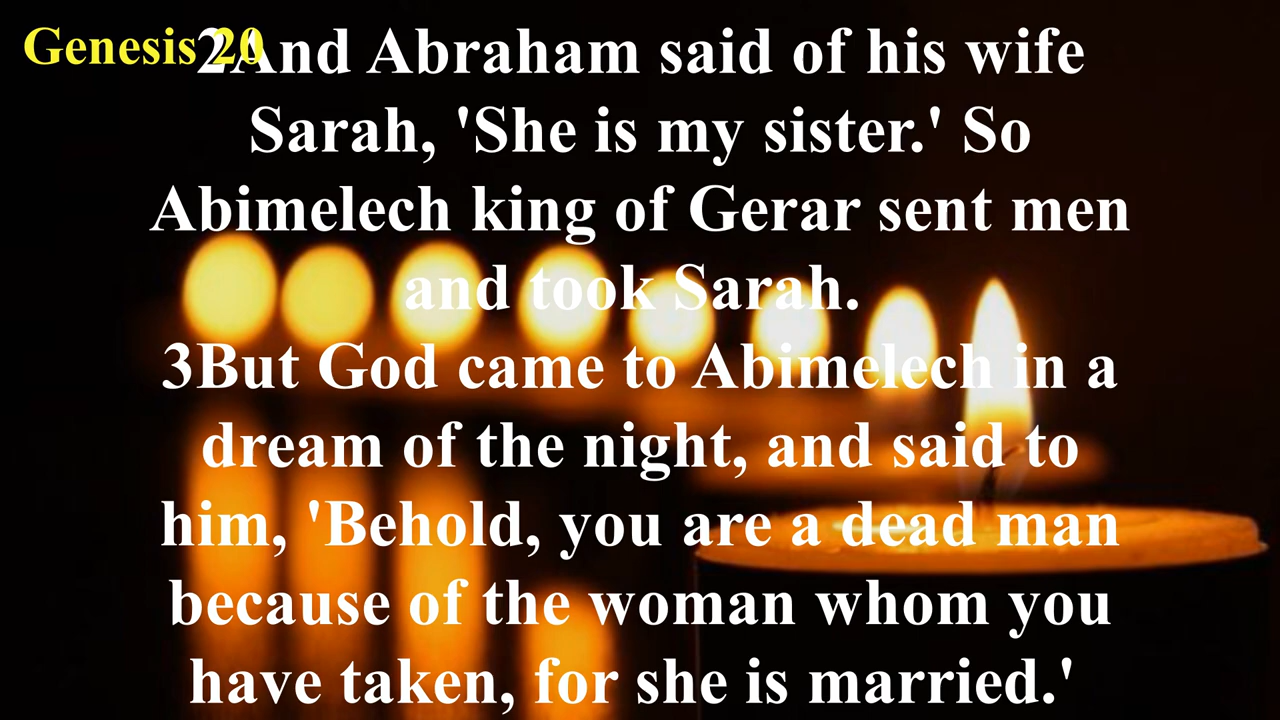 Genesis 20
2And Abraham said of his wife
Sarah, 'She is my sister.' So
Abimelech king of Gerar sent men
and took Sarah.
3But God came to Abimelech in a
dream of the night, and said to
him, 'Behold, you are a dead man
because of the woman whom you
have taken, for she is married.'